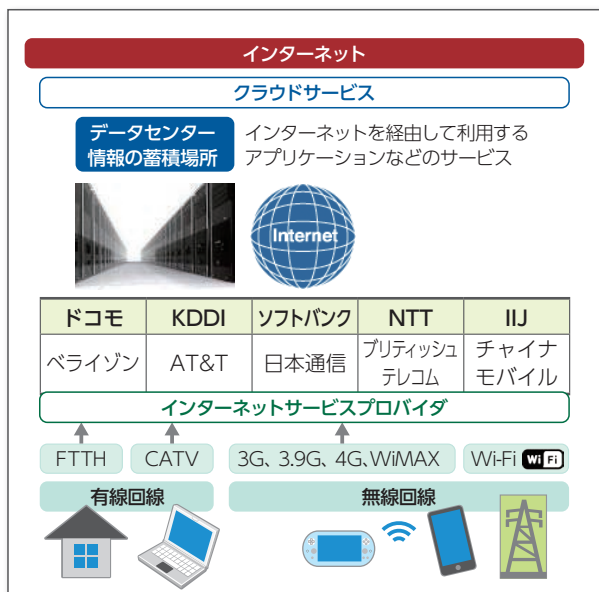 インターネット
クラウドサービス
データセンター
情報の蓄積場所
インターネットを経由して利用する
アプリケーションなどのサービス
Internet
ドコモ KDDI ソフトバンク NTT IIJ
ベライゾン AT&T 日本通信 ブリティッシュ チャイナ
テレコム モバイル
インターネットサービスプロバイダ
FTTH CATV 3G、3.9G、4G、WiMAX Wi-Fi Wi Fi
有線回線 無線回線